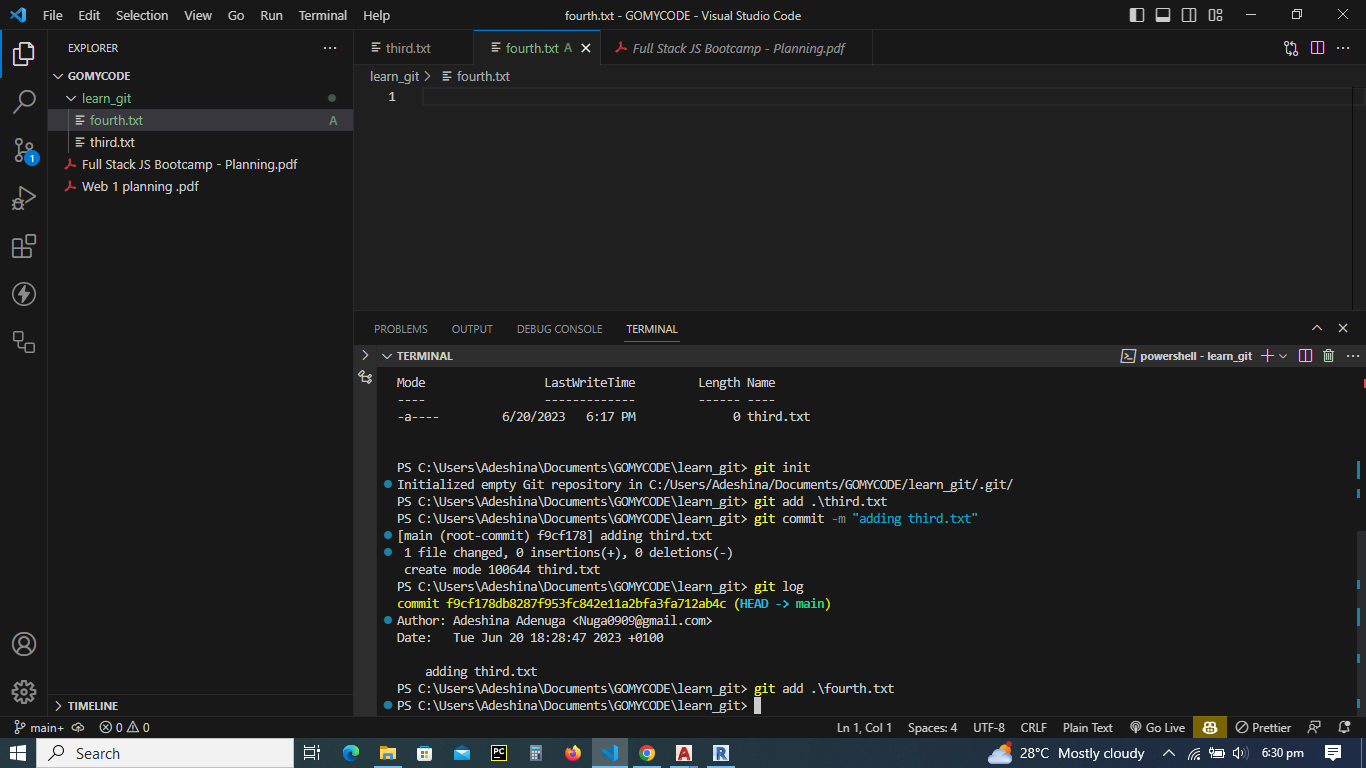 File Edit Selection View Go Run Terminal Help
fourth.txt - GOMYCODE - Visual Studio Code
EXPLORER
GOMYCODE
learn_git
fourth.txt A
third.txt
Full Stack JS Bootcamp - Planning.pdf
Web 1 planning .pdf
TIMELINE
1
third.txt
fourth.txt A
Full Stack JS Bootcamp - Planning.pdf
learn_git > fourth.txt
1
PROBLEMS OUTPUT DEBUG CONSOLE TERMINAL
TERMINAL
powershell - learn_git
Mode LastWriteTime Length Name
---- ------------- ------ ----
-a---- 6/20/2023 6:17 PM 0 third.txt
PS C:\Users\Adeshina\Documents\GOMYCODE\learn_git> git init
Initialized empty Git repository in C:/Users/Adeshina/Documents/GOMYCODE/learn_git/.git/
PS C:\Users\Adeshina\Documents\GOMYCODE\learn_git> git add .\third.txt
PS C:\Users\Adeshina\Documents\GOMYCODE\learn_git> git commit -m "adding third.txt"
[main (root-commit) f9cf178] adding third.txt
1 file changed, 0 insertions(+), 0 deletions(-)
create mode 100644 third.txt
PS C:\Users\Adeshina\Documents\GOMYCODE\learn_git> git log
commit f9cf178db8287f953fc842e11a2bfa3fa712ab4c (HEAD -> main)
Author: Adeshina Adenuga <Nuga0909@gmail.com>
Date: Tue Jun 20 18:28:47 2023 +0100
adding third.txt
PS C:\Users\Adeshina\Documents\GOMYCODE\learn_git> git add .\fourth.txt
PS C:\Users\Adeshina\Documents\GOMYCODE\learn_git>
main+ 0 0 Ln 1, Col 1 Spaces: 4 UTF-8 CRLF Plain Text Go Live Prettier
Search PC A R 28°C Mostly cloudy 6:30 pm